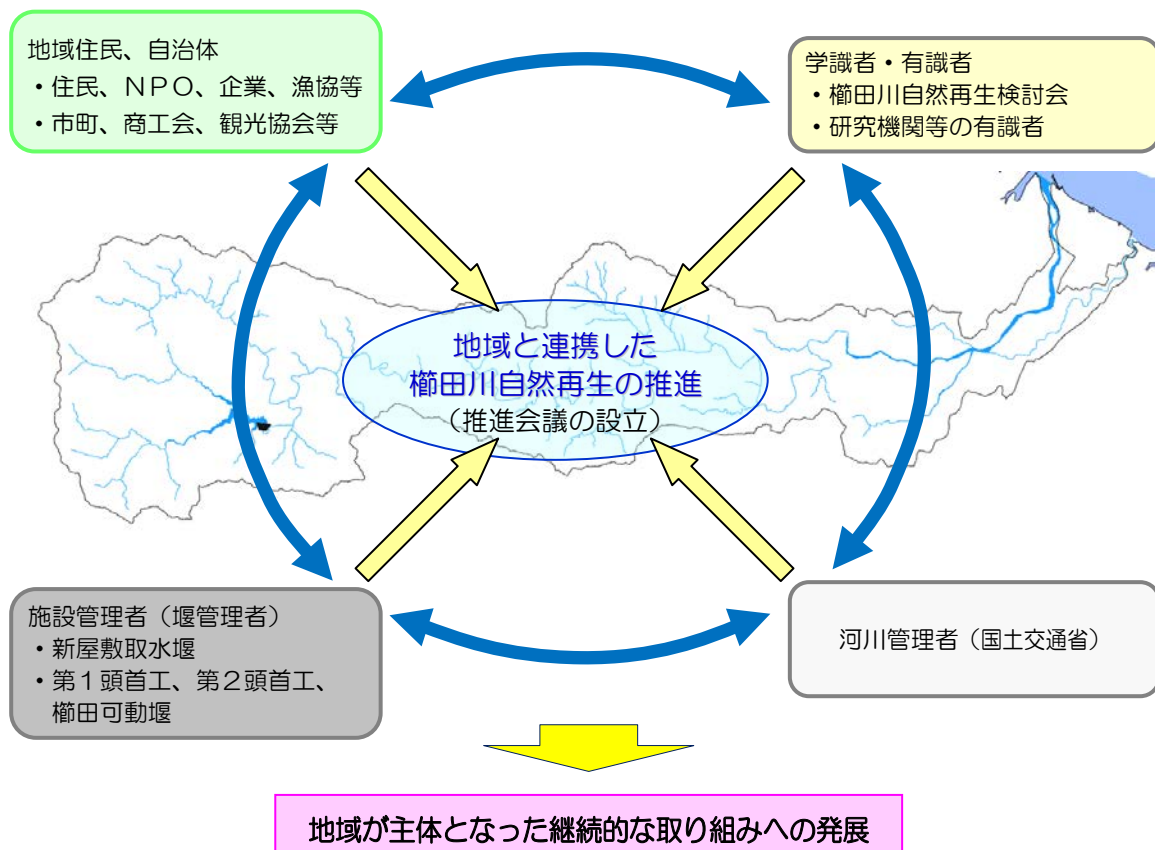 地域住民、自治体
・住民、ＮＰＯ、企業、漁協等
・市町、商工会、観光協会等
学識者・有識者
・櫛田川自然再生検討会
・研究機関等の有識者
地域と連携した
櫛田川自然再生の推進
（推進会議の設立）
施設管理者（堰管理者）
・新屋敷取水堰
・第１頭首工、第２頭首工、
櫛田可動堰
河川管理者（国土交通省）
地域が主体となった継続的な取り組みへの発展